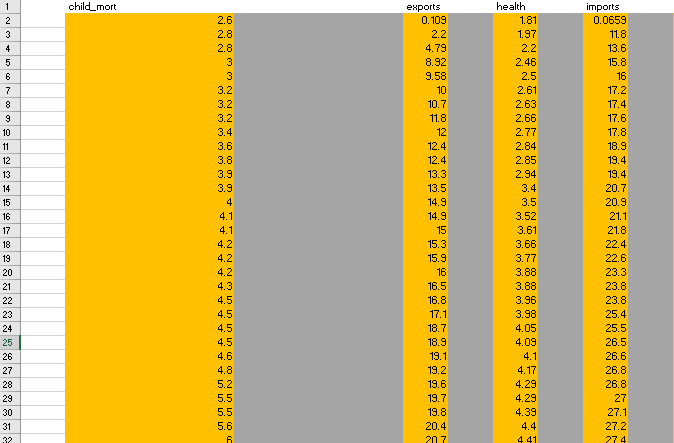 1 child_mort exports health imports
2 2.6 0.109 1.81 0.0659
3 2.8 2.2 1.97 11.8
4 2.8 4.79 2.2 13.6
5 3 8.92 2.46 15.8
6 3 9.58 2.5 16
7 3.2 10 2.61 17.2
8 3.2 10.7 2.63 17.4
9 3.2 11.8 2.66 17.6
10 3.4 12 2.77 17.8
11 3.6 12.4 2.84 18.9
12 3.8 12.4 2.85 19.4
13 3.9 13.3 2.94 19.4
14 3.9 13.5 3.4 20.7
15 4 14.9 3.5 20.9
16 4.1 14.9 3.52 21.1
17 4.1 15 3.61 21.8
18 4.2 15.3 3.66 22.4
19 4.2 15.9 3.77 22.6
20 4.2 16 3.88 23.3
21 4.3 16.5 3.88 23.8
22 4.5 16.8 3.96 23.8
23 4.5 17.1 3.98 25.4
24 4.5 18.7 4.05 25.5
25 4.5 18.9 4.09 26.5
26 4.6 19.1 4.1 26.6
27 4.8 19.2 4.17 26.8
28 5.2 19.6 4.29 26.8
29 5.5 19.7 4.29 27
30 5.5 19.8 4.39 27.1
31 5.6 20.4 4.4 27.2
32 6 20.7 4.41 27.4